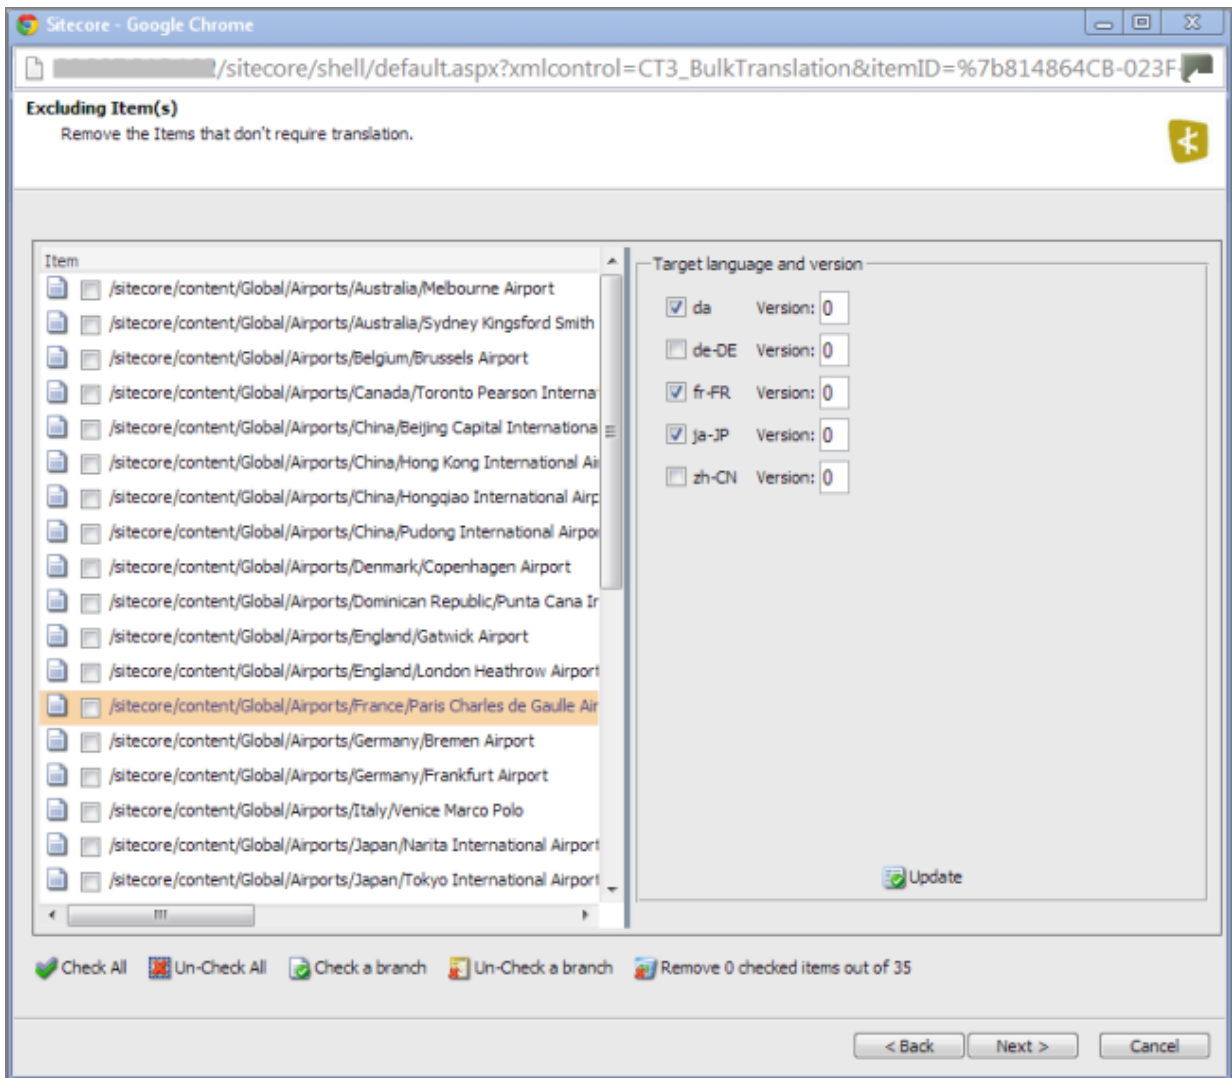 Sitecore - Google Chrome
/sitecore/shell/default.aspx?xmlcontrol=CT3_BulkTranslation&itemID=%7b814864CB-023F-
Excluding Item(s)
Remove the Items that don't require translation.
Item
/sitecore/content/Global/Airports/Australia/Melbourne Airport
/sitecore/content/Global/Airports/Australia/Sydney Kingsford Smith
/sitecore/content/Global/Airports/Belgium/Brussels Airport
/sitecore/content/Global/Airports/Canada/Toronto Pearson Interna
/sitecore/content/Global/Airports/China/Beijing Capital Internationa
/sitecore/content/Global/Airports/China/Hong Kong International Ai
/sitecore/content/Global/Airports/China/Hongqiao International Airp
/sitecore/content/Global/Airports/China/Pudong International Airpo
/sitecore/content/Global/Airports/Denmark/Copenhagen Airport
/sitecore/content/Global/Airports/Dominican Republic/Punta Cana Ir
/sitecore/content/Global/Airports/England/Gatwick Airport
/sitecore/content/Global/Airports/England/London Heathrow Airport
/sitecore/content/Global/Airports/France/Paris Charles de Gaulle Air
/sitecore/content/Global/Airports/Germany/Bremen Airport
/sitecore/content/Global/Airports/Germany/Frankfurt Airport
/sitecore/content/Global/Airports/Italy/Venice Marco Polo
/sitecore/content/Global/Airports/Japan/Narita International Airport
/sitecore/content/Global/Airports/Japan/Tokyo International Airport
Target language and version
da Version: 0
de-DE Version: 0
fr-FR Version: 0
ja-JP Version: 0
zh-CN Version: 0
Update
Check All Un-Check All Check a branch Un-Check a branch Remove 0 checked items out of 35
< Back Next > Cancel